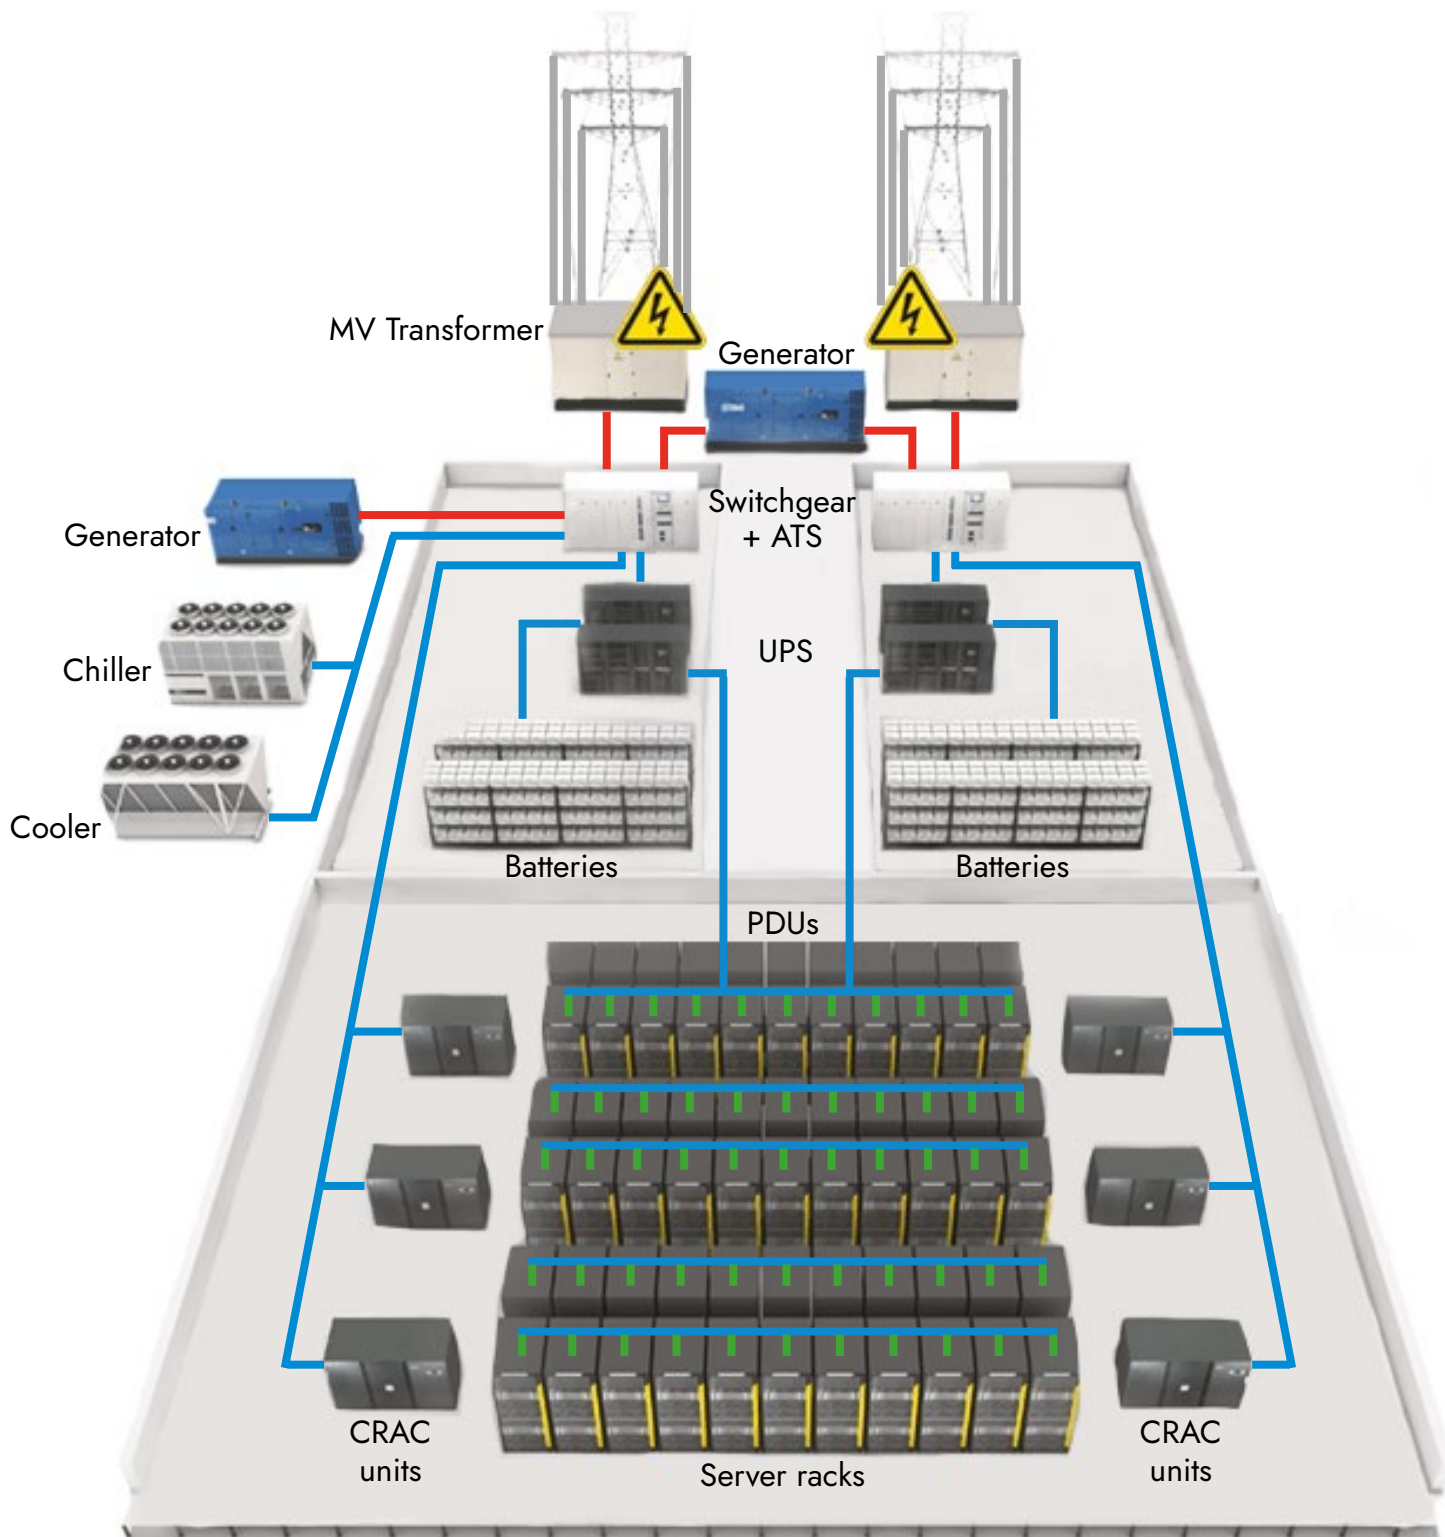 MV Transformer
Generator
Switchgear
+ ATS
Generator
UPS
Chiller
Cooler
Batteries
Batteries
PDUs
CRAC
units
CRAC
units
Server racks